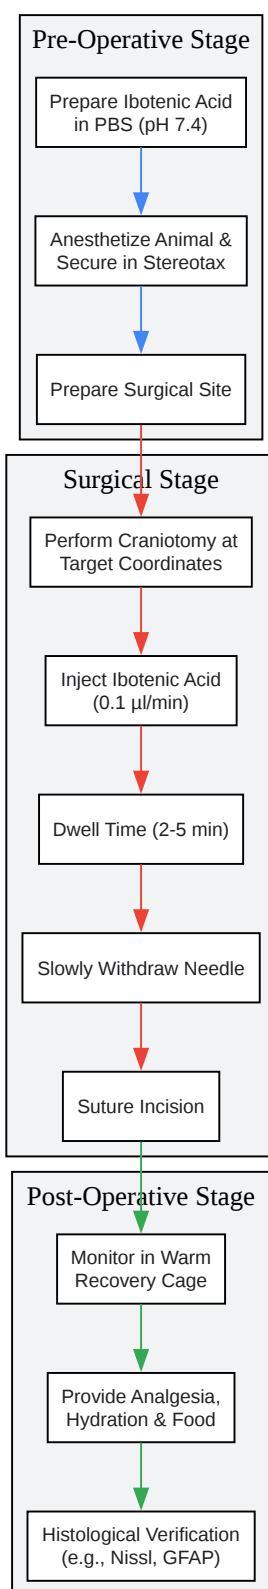 Pre-Operative Stage
Prepare Ibotenic Acid
in PBS (pH 7.4)
Anesthetize Animal &
Secure in Stereotax
Prepare Surgical Site
Surgical Stage
Perform Craniotomy at
Target Coordinates
Inject Ibotenic Acid
(0.1 µl/min)
Dwell Time (2-5 min)
Slowly Withdraw Needle
Suture Incision
Post-Operative Stage
Monitor in Warm
Recovery Cage
Provide Analgesia,
Hydration & Food
Histological Verification
(e.g., Nissl, GFAP)